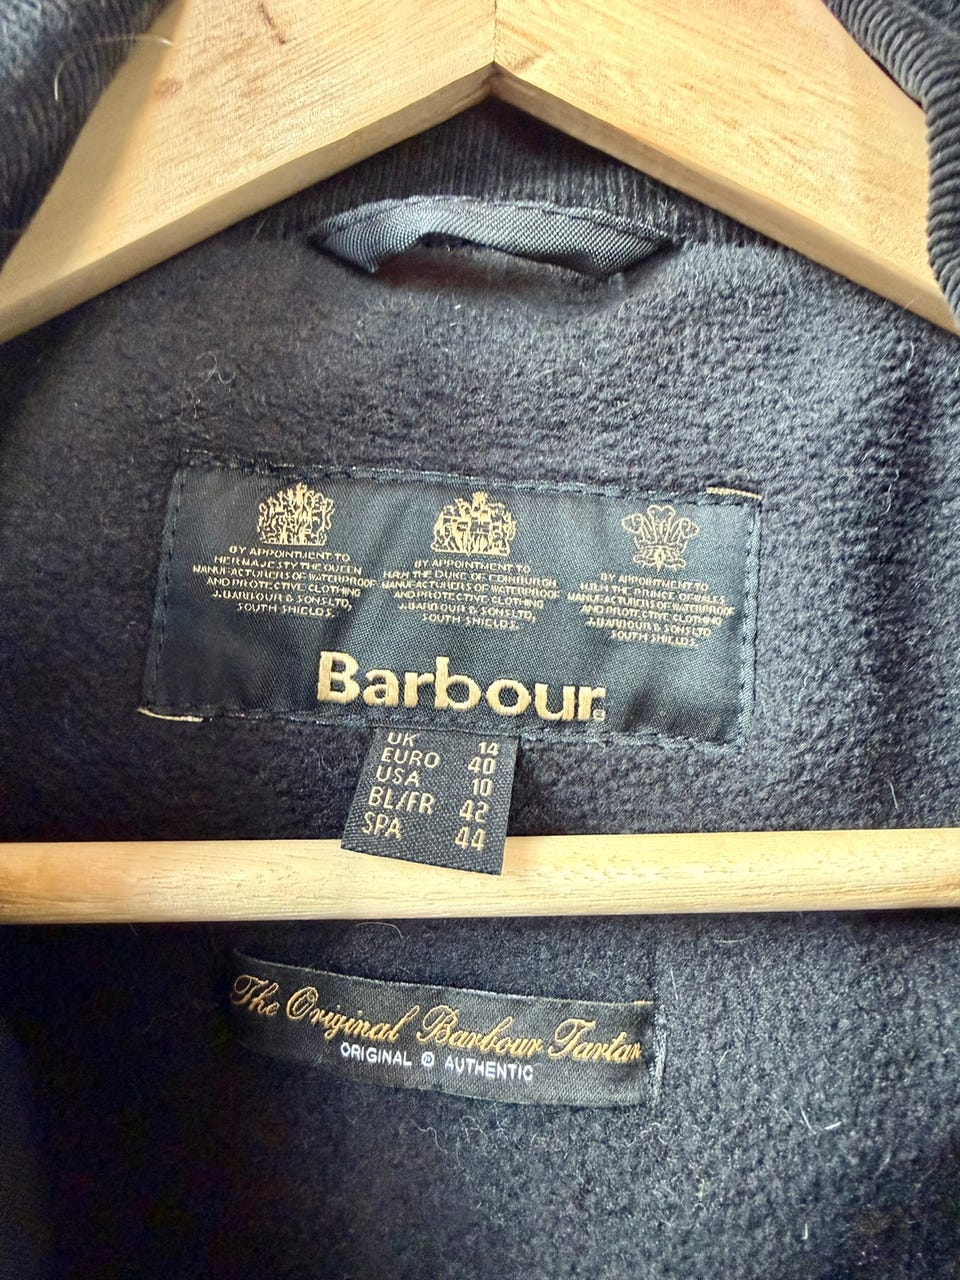 BY APPOINTMENT TO
HER MAJESTY THE QUEEN
MANUFACTURERS OF WATERPROOF
AND PROTECTIVE CLOTHING
J.BARBOUR & SONS LTD,
SOUTH SHIELDS.
BY APPOINTMENT TO
H.R.H THE DUKE OF EDINBURGH
MANUFACTURERS OF WATERPROOF
AND PROTECTIVE CLOTHING
J.BARBOUR & SONS LTD,
SOUTH SHIELDS.
BY APPOINTMENT TO
H.R.H THE PRINCE OF WALES
MANUFACTURERS OF WATERPROOF
AND PROTECTIVE CLOTHING
J.BARBOUR & SONS LTD
SOUTH SHIELDS.
Barbour®
UK 14
EURO 40
USA 10
BL/FR 42
SPA 44
The Original Barbour Tartan
ORIGINAL AUTHENTIC